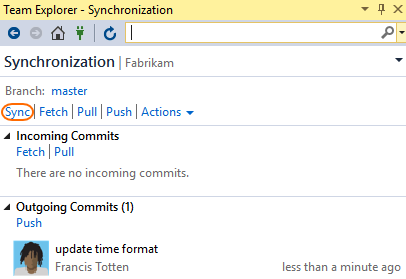 Team Explorer - Synchronization
Synchronization | Fabrikam
Branch: master
Sync | Fetch | Pull | Push | Actions
Incoming Commits
Fetch | Pull
There are no incoming commits.
Outgoing Commits (1)
Push
update time format
Francis Totten less than a minute ago